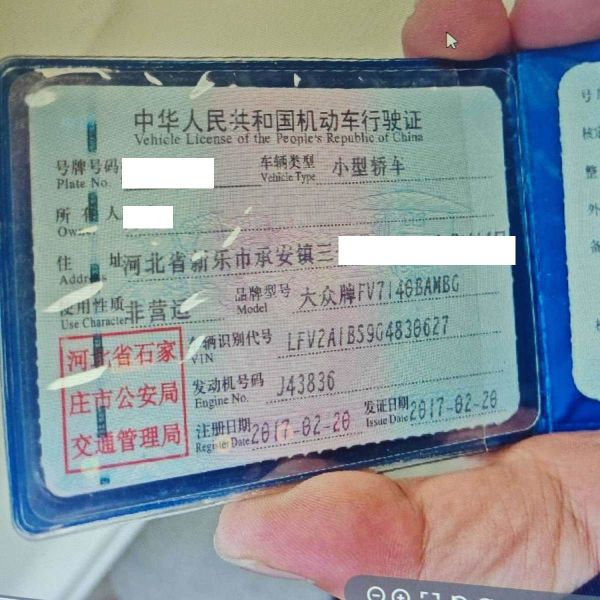 中华人民共和国机动车行驶证
Vehicle License of the People's Republic of China
号牌号码 车辆类型 小型轿车
Plate No. Vehicle Type
所 有 人
Owner
住 址 河北省新乐市承安镇三
Address
使用性质 非营运 品牌型号 大众牌FV7146BAMBG
Use Character Model
河北省石家
庄市公安局
交通管理局
车辆识别代号 LFV2A1BS9G4830627
VIN
发动机号码 J43836
Engine No.
注册日期 2017-02-20 发证日期 2017-02-20
Register Date Issue Date
号
核
整
外
备